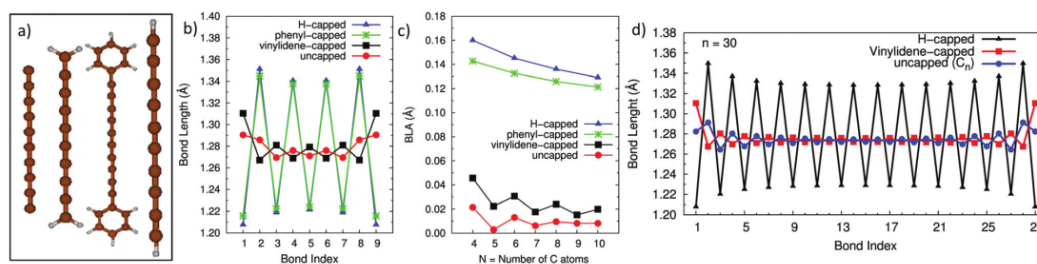 a)
b)
H-capped
phenyl-capped
vinylidene-capped
uncapped
Bond Length (Å)
1.40
1.38
1.36
1.34
1.32
1.30
1.28
1.26
1.24
1.22
1.20
1 2 3 4 5 6 7 8 9
Bond Index
c)
BLA (Å)
0.20
0.18
0.16
0.14
0.12
0.10
0.08
0.06
0.04
0.02
0.00
H-capped
phenyl-capped
vinylidene-capped
uncapped
4 5 6 7 8 9 10
N = Number of C atoms
d)
n = 30
H-capped
Vinylidene-capped
uncapped (Cn)
Bond Lenght (Å)
1.40
1.38
1.36
1.34
1.32
1.30
1.28
1.26
1.24
1.22
1.20
1 5 9 13 17 21 25 2
Bond Index